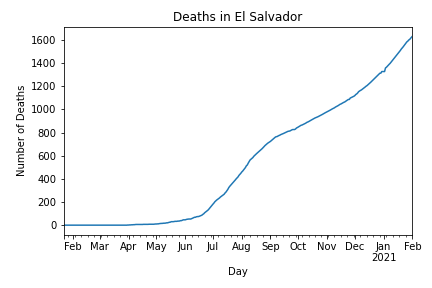 Deaths in El Salvador
Number of Deaths
1600
1400
1200
1000
800
600
400
200
0
Feb Mar Apr May Jun Jul Aug Sep Oct Nov Dec Jan Feb
2021
Day